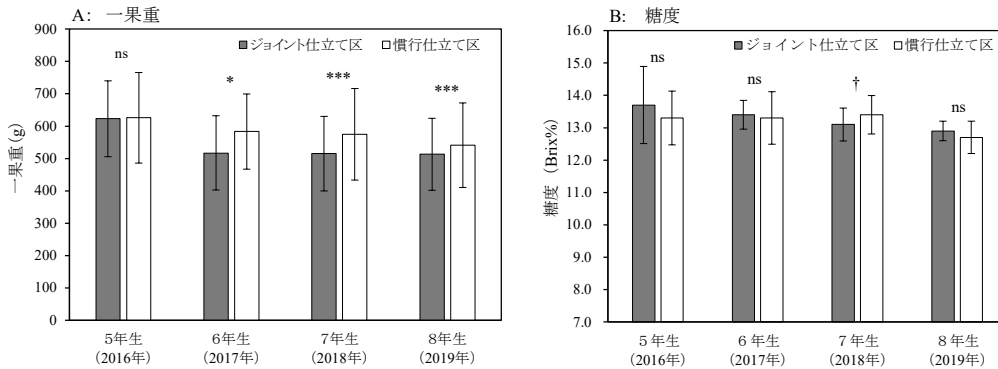 A: 一果重
900
800
700
600
500
400
300
200
100
0
一果重(g)
■ジョイント仕立て区 □慣行仕立て区
ns
*
***
***
5年生
(2016年)
6年生
(2017年)
7年生
(2018年)
8年生
(2019年)
B: 糖度
16.0
15.0
14.0
13.0
12.0
11.0
10.0
9.0
8.0
7.0
糖度（Brix%）
■ジョイント仕立て区 □慣行仕立て区
ns
ns
†
ns
５年生
(2016年)
６年生
(2017年)
７年生
(2018年)
８年生
(2019年)